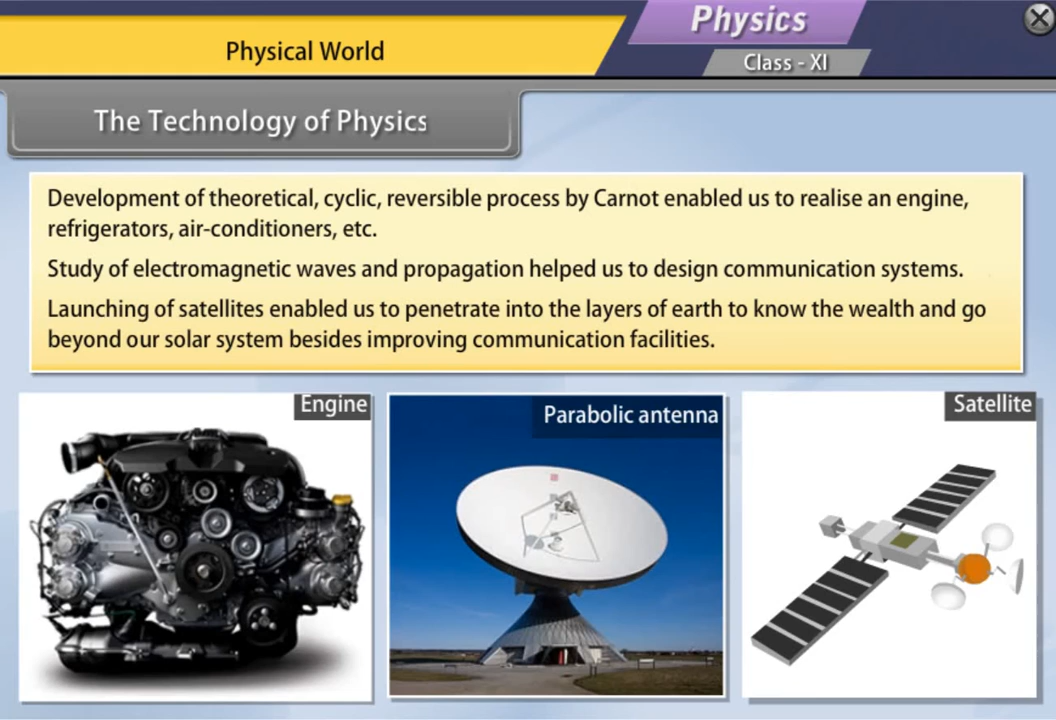 Physics
Physical World
Class - XI
The Technology of Physics
Development of theoretical, cyclic, reversible process by Carnot enabled us to realise an engine,
refrigerators, air-conditioners, etc.
Study of electromagnetic waves and propagation helped us to design communication systems.
Launching of satellites enabled us to penetrate into the layers of earth to know the wealth and go
beyond our solar system besides improving communication facilities.
Engine
Parabolic antenna
Satellite